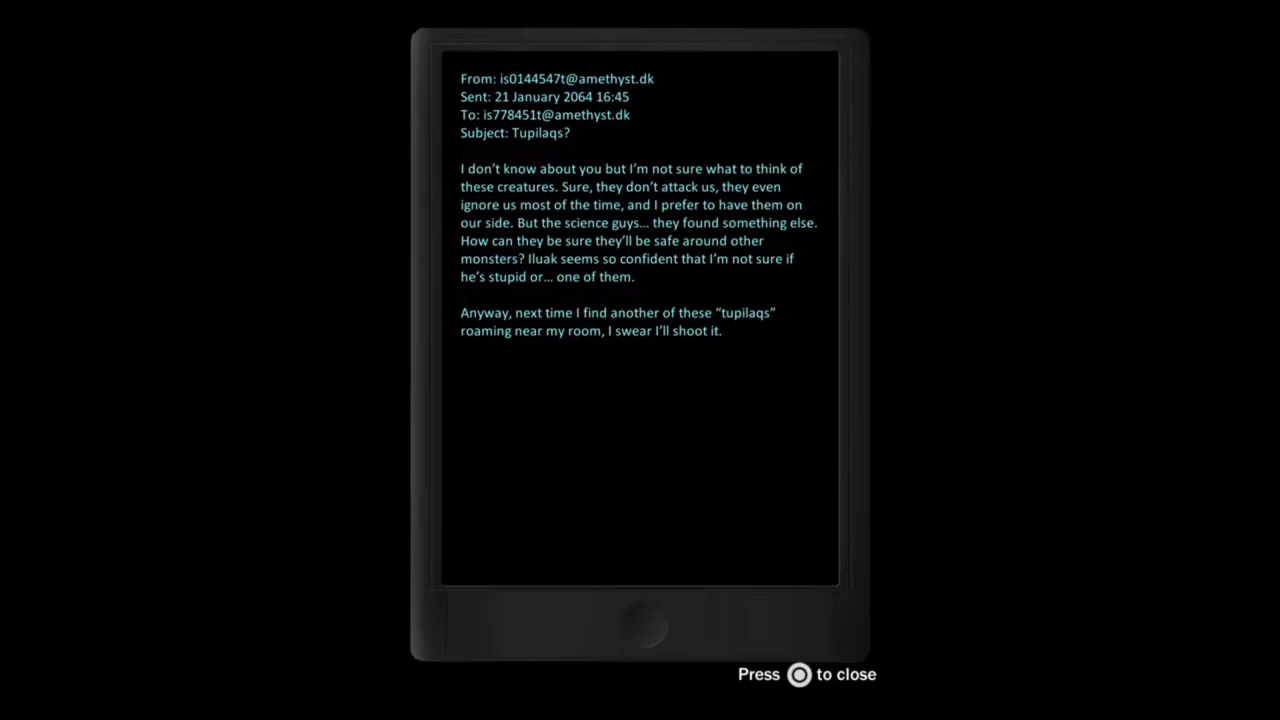 From: is0144547t@amethyst.dk
Sent: 21 January 2064 16:45
To: is778451t@amethyst.dk
Subject: Tupilaqs?
I don’t know about you but I’m not sure what to think of
these creatures. Sure, they don’t attack us, they even
ignore us most of the time, and I prefer to have them on
our side. But the science guys… they found something else.
How can they be sure they’ll be safe around other
monsters? Iluak seems so confident that I’m not sure if
he’s stupid or… one of them.
Anyway, next time I find another of these “tupilaqs”
roaming near my room, I swear I’ll shoot it.
Press to close